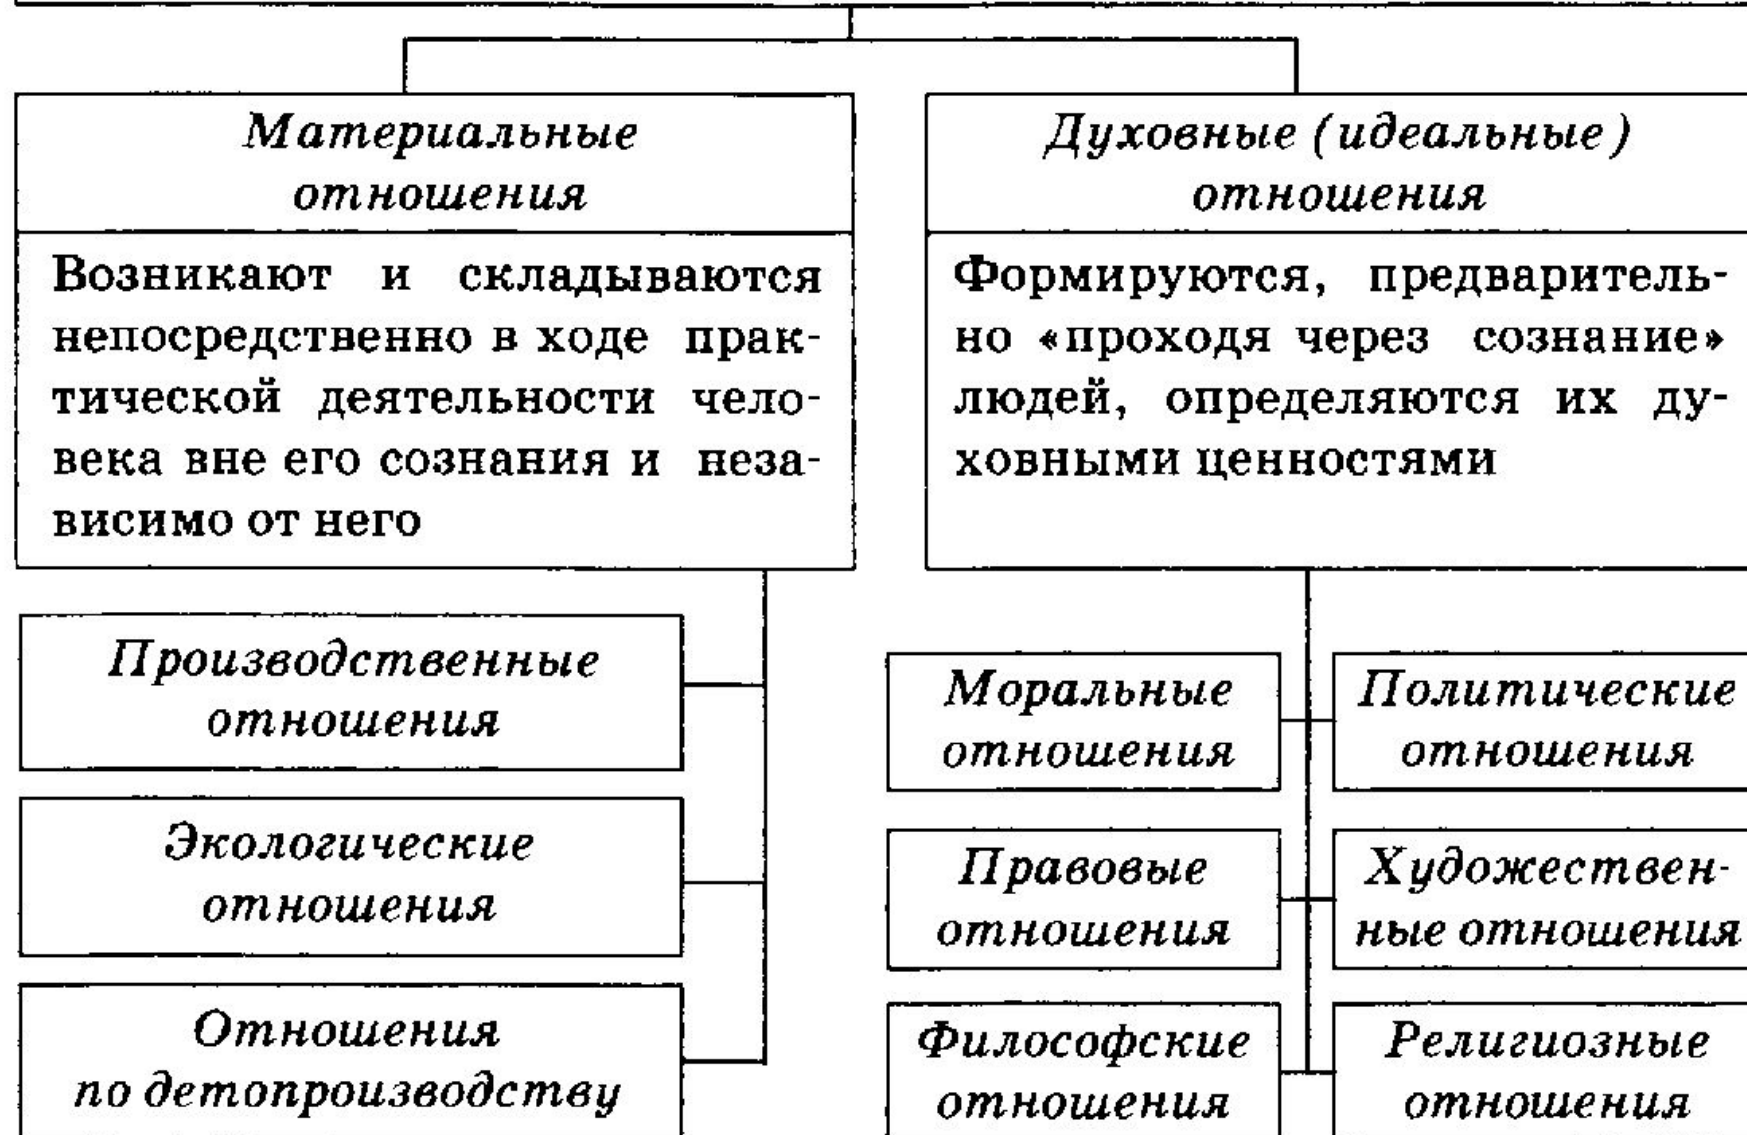 Материальные
отношения
Возникают и складываются
непосредственно в ходе прак-
тической деятельности чело-
века вне его сознания и неза-
висимо от него
Духовные (идеальные)
отношения
Формируются, предваритель-
но «проходя через сознание»
людей, определяются их ду-
ховными ценностями
Производственные
отношения
Экологические
отношения
Отношения
по детопроизводству
Моральные
отношения
Политические
отношения
Правовые
отношения
Художествен-
ные отношения
Философские
отношения
Религиозные
отношения